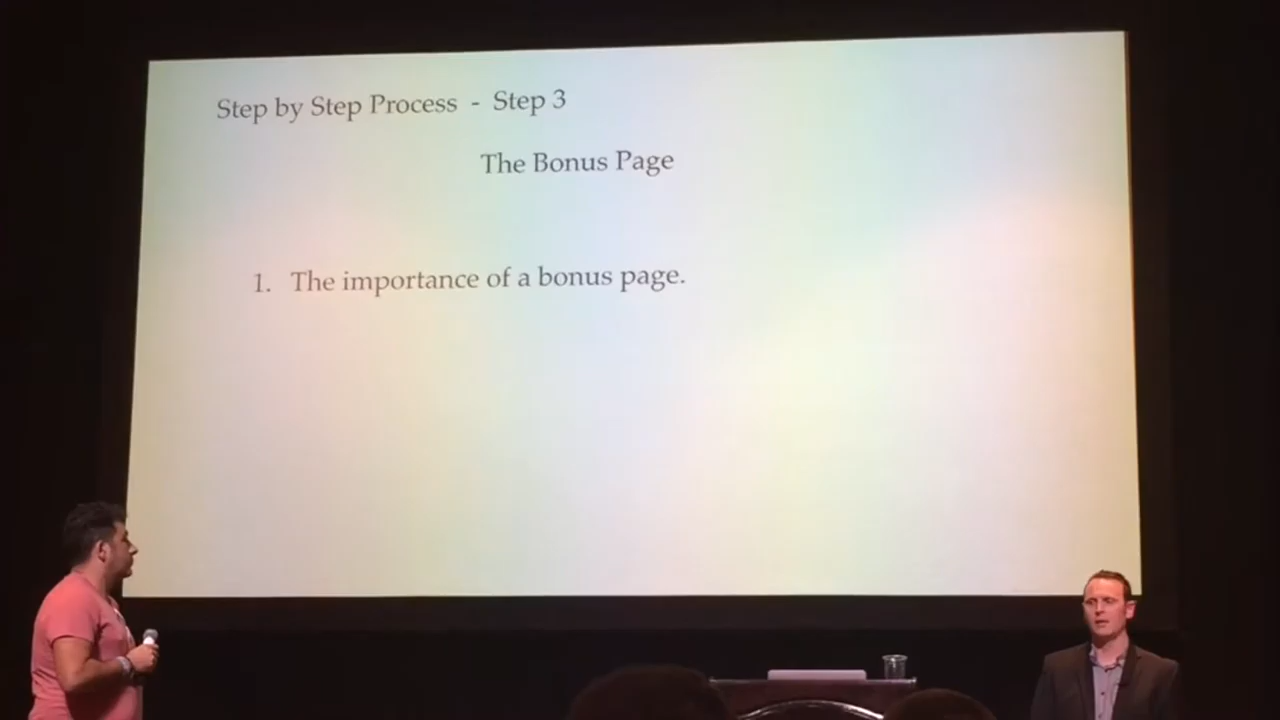 Step by Step Process - Step 3
The Bonus Page
1. The importance of a bonus page.